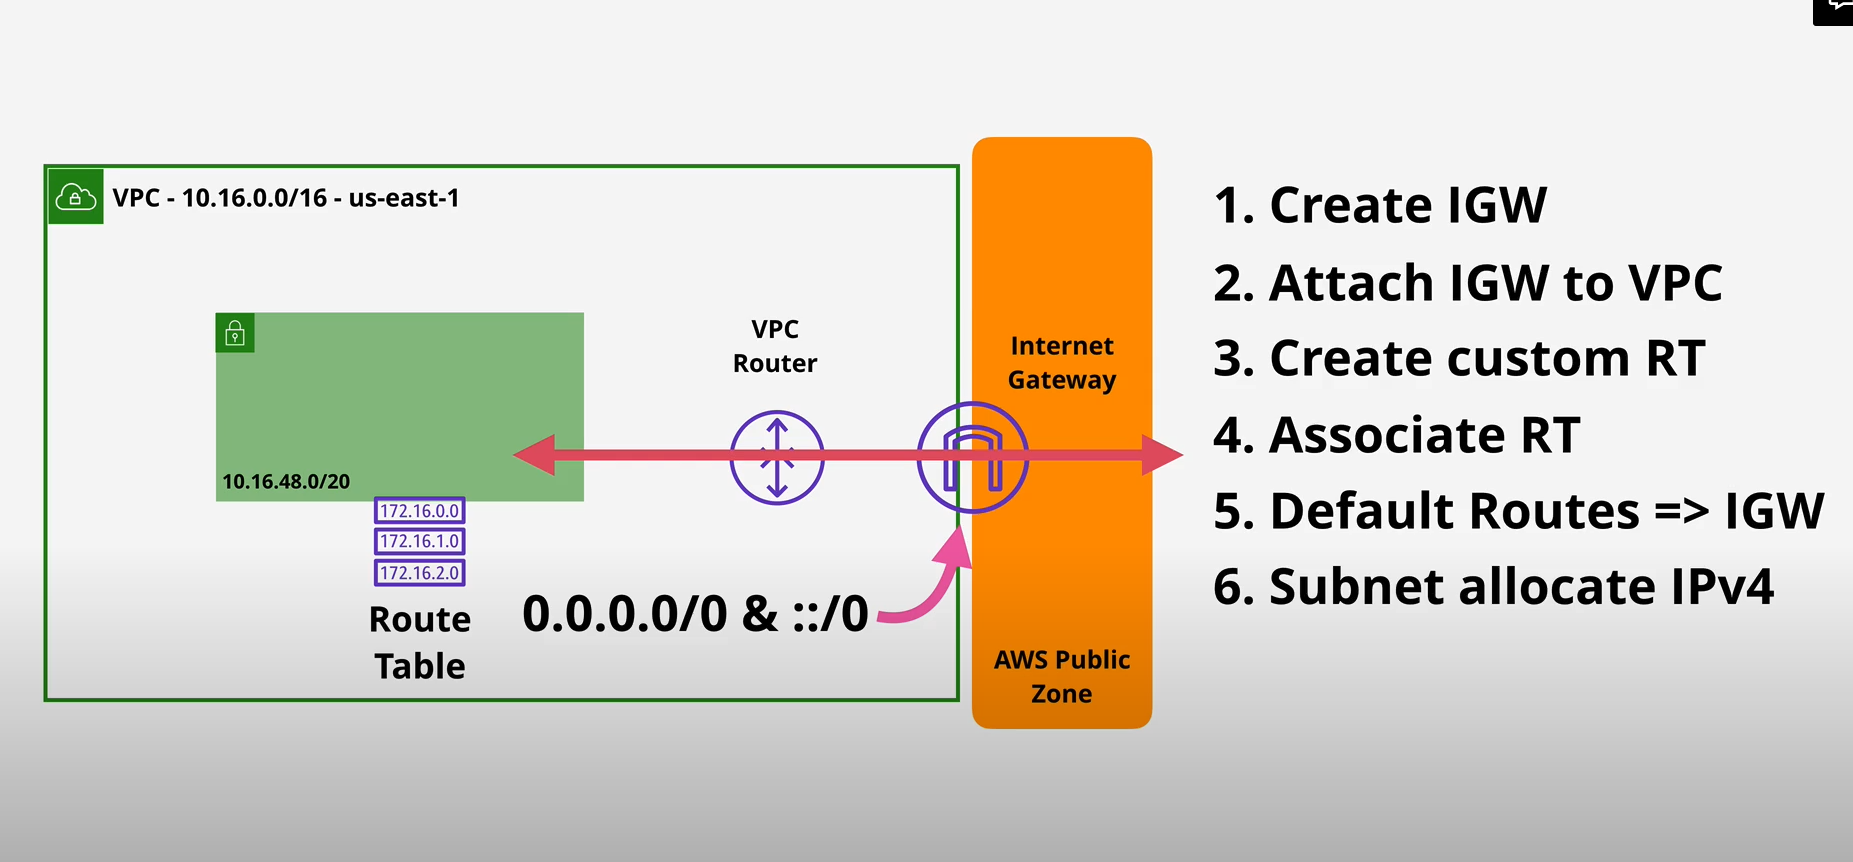 VPC - 10.16.0.0/16 - us-east-1
10.16.48.0/20
172.16.0.0
172.16.1.0
172.16.2.0
Route
Table
VPC
Router
0.0.0.0/0 & ::/0
Internet
Gateway
AWS Public
Zone
1. Create IGW
2. Attach IGW to VPC
3. Create custom RT
4. Associate RT
5. Default Routes => IGW
6. Subnet allocate IPv4